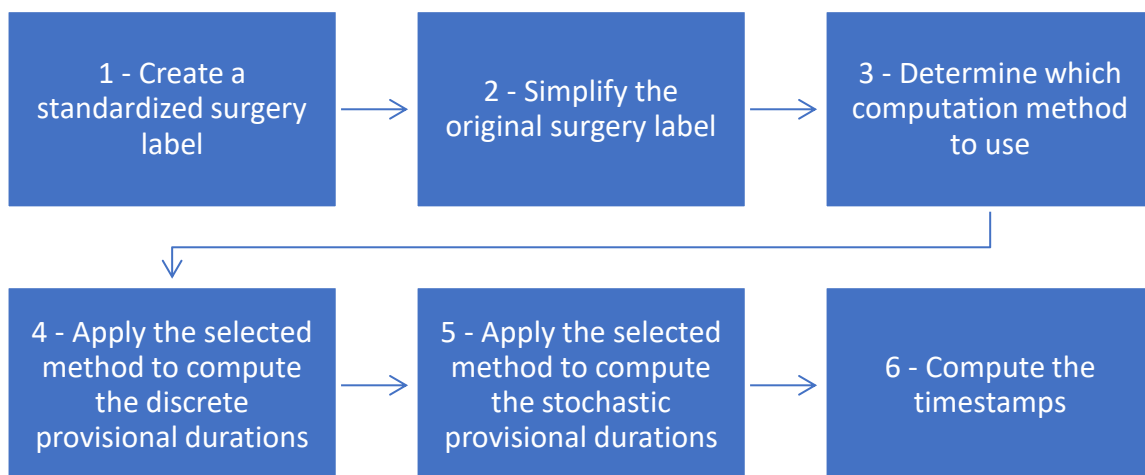 1 - Create a
standardized surgery
label
2 - Simplify the
original surgery label
3 - Determine which
computation method
to use
4 - Apply the selected
method to compute
the discrete
provisional durations
5 - Apply the selected
method to compute
the stochastic
provisional durations
6 - Compute the
timestamps